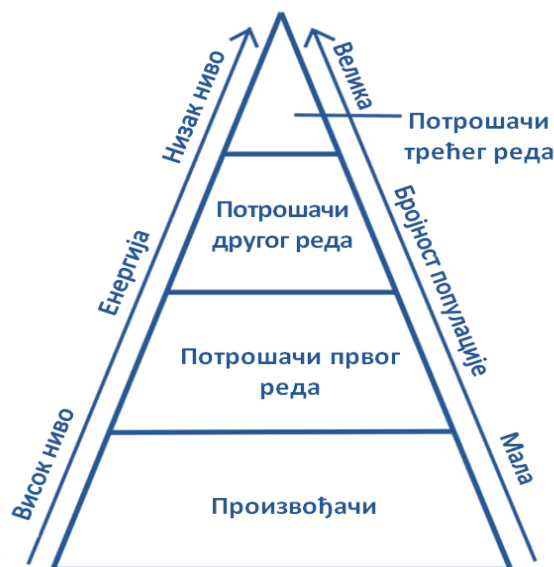 Низак ниво
Енергија
Висок ниво
Велика
Бројност популације
Мала
Потрошачи
трећег реда
Потрошачи
другог реда
Потрошачи првог
реда
Произвођачи